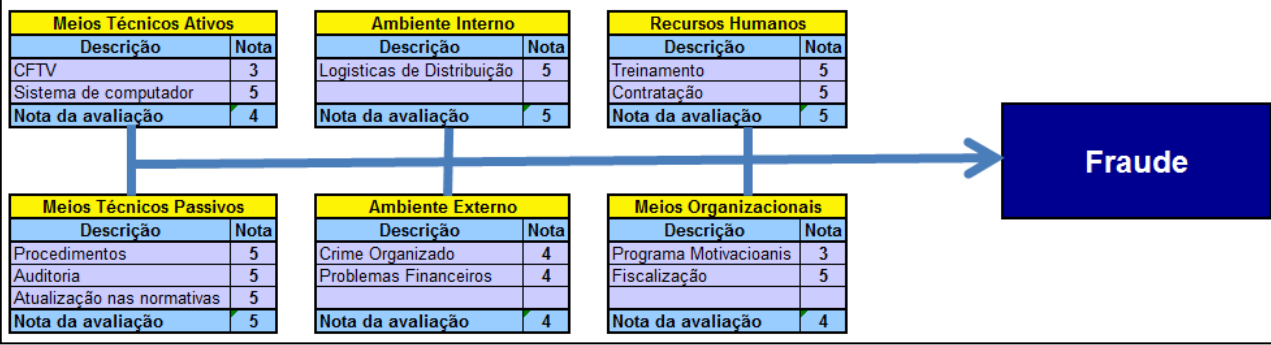 Meios Técnicos Ativos
Descrição Nota
CFTV 3
Sistema de computador 5
Nota da avaliação 4
Ambiente Interno
Descrição Nota
Logisticas de Distribuição 5
Nota da avaliação 5
Recursos Humanos
Descrição Nota
Treinamento 5
Contratação 5
Nota da avaliação 5
Fraude
Meios Técnicos Passivos
Descrição Nota
Procedimentos 5
Auditoria 5
Atualização nas normativas 5
Nota da avaliação 5
Ambiente Externo
Descrição Nota
Crime Organizado 4
Problemas Financeiros 4
Nota da avaliação 4
Meios Organizacionais
Descrição Nota
Programa Motivacioanis 3
Fiscalização 5
Nota da avaliação 4